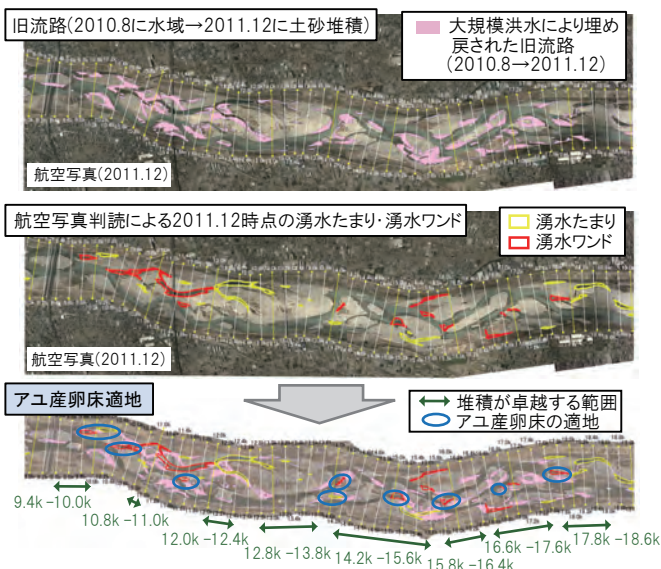 旧流路(2010.8に水域→2011.12に土砂堆積)
大規模洪水により埋め
戻された旧流路
(2010.8→2011.12)
航空写真(2011.12)
航空写真判読による2011.12時点の湧水たまり・湧水ワンド
湧水たまり
湧水ワンド
航空写真(2011.12)
アユ産卵床適地
堆積が卓越する範囲
アユ産卵床の適地
9.4k-10.0k
10.8k-11.0k
12.0k-12.4k
12.8k-13.8k
14.2k-15.6k
15.8k-16.4k
16.6k-17.6k
17.8k-18.6k